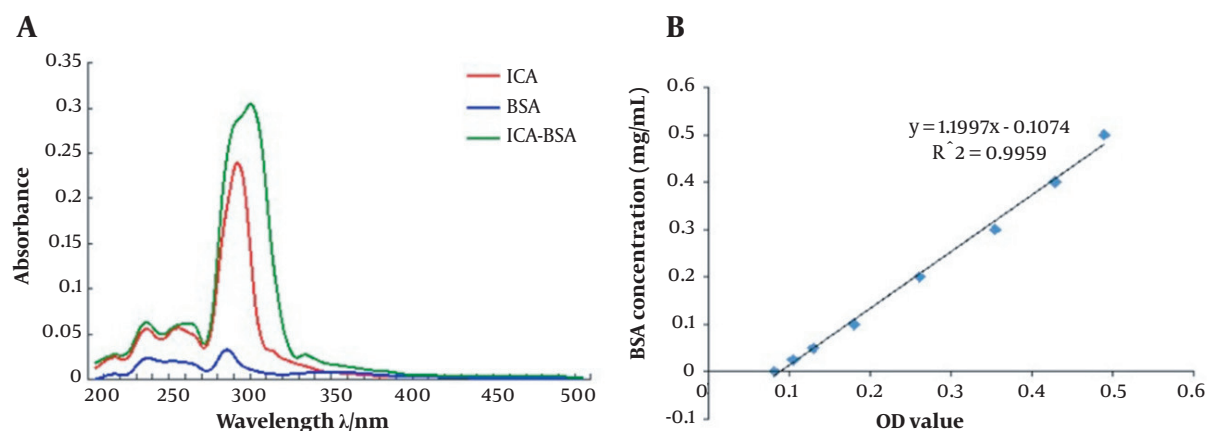 A
0.35
0.3
0.25
0.2
0.15
0.1
0.05
0
Absorbance
ICA
BSA
ICA-BSA
200 250 280 300 350 400 450 500
Wavelength λ/nm
B
0.6
0.5
0.4
0.3
0.2
0.1
0
-0.1
BSA concentration (mg/mL)
y = 1.1997x - 0.1074
R^2 = 0.9959
0 0.1 0.2 0.3 0.4 0.5 0.6
OD value